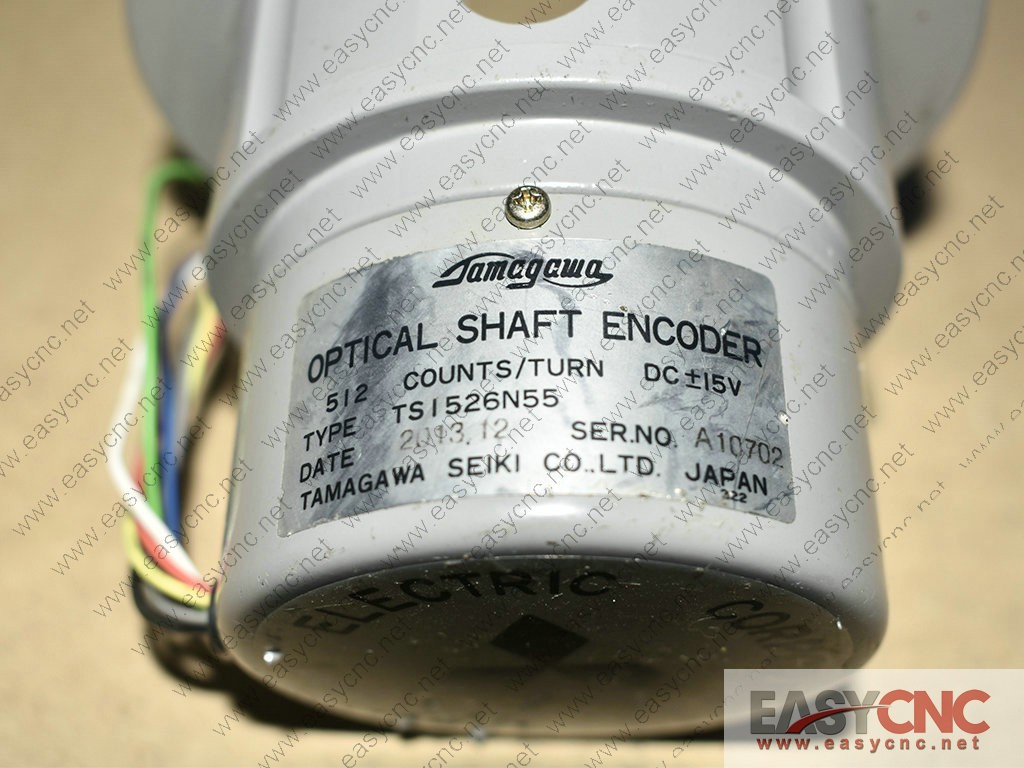 Tamagawa
OPTICAL SHAFT ENCODER
512 COUNTS/TURN DC ±15V
TYPE TS1526N55
DATE 2013.12 SER.NO. A10702
TAMAGAWA SEIKI CO.,LTD. JAPAN
322
ELECTRIC
EASYCNC
www.easycnc.net